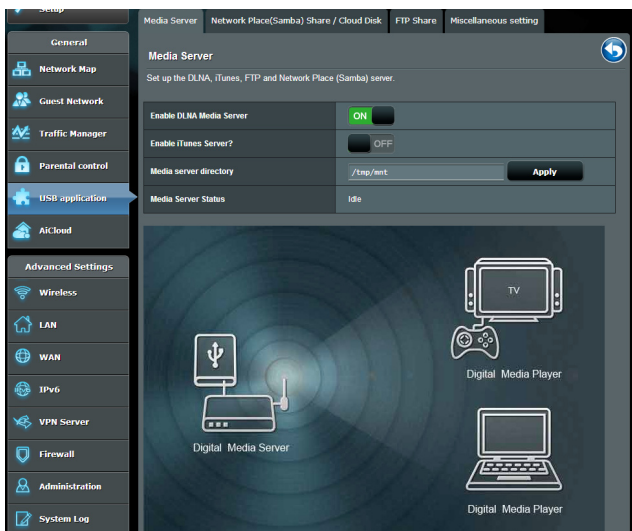 Setup
General
Network Map
Guest Network
Traffic Manager
Parental control
USB application
AiCloud
Advanced Settings
Wireless
LAN
WAN
IPv6
VPN Server
Firewall
Administration
System Log
Media Server
Network Place(Samba) Share / Cloud Disk
FTP Share
Miscellaneous setting
Media Server
Set up the DLNA, iTunes, FTP and Network Place (Samba) server.
Enable DLNA Media Server
ON
Enable iTunes Server?
OFF
Media server directory
/tmp/mnt
Apply
Media Server Status
Idle
TV
Digital Media Player
Digital Media Server
Digital Media Player